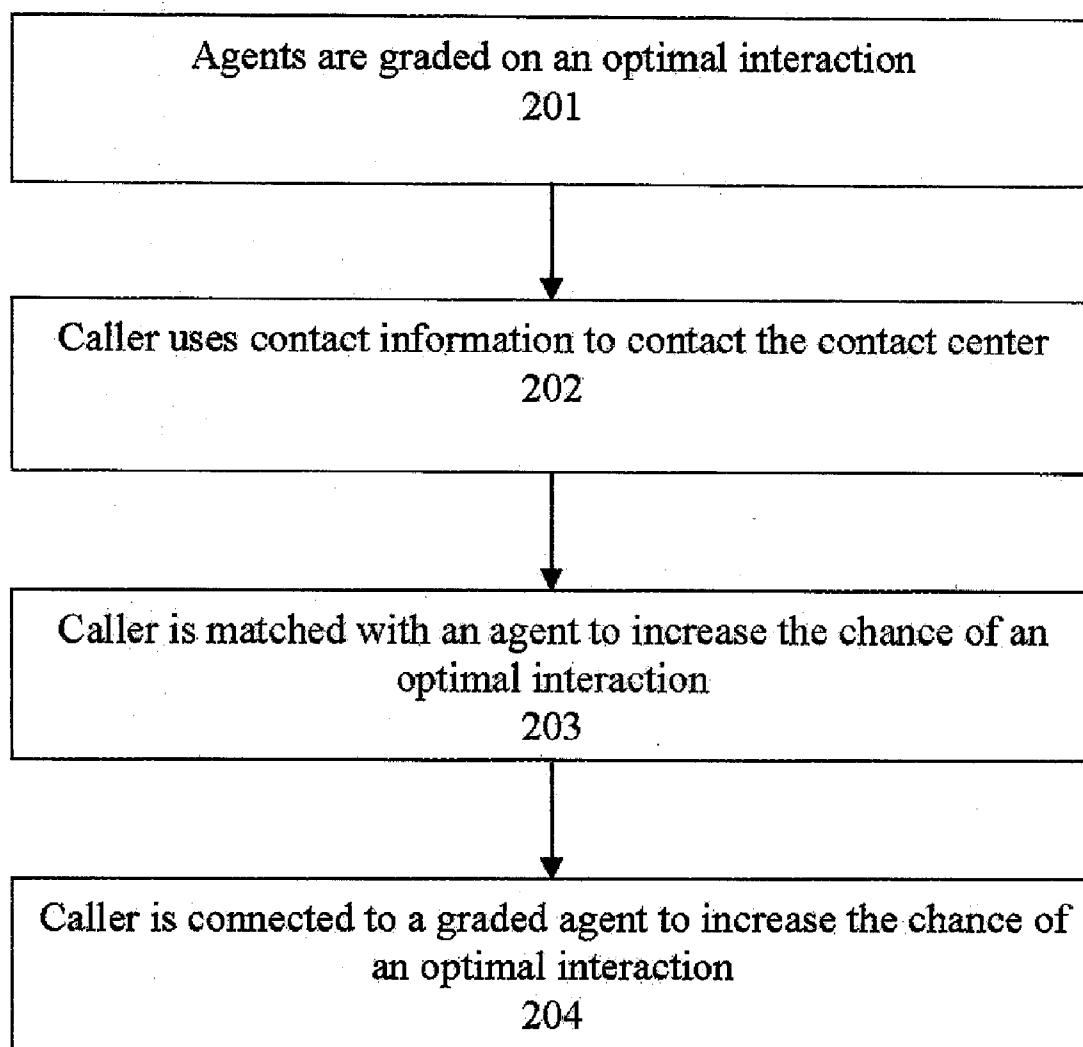 Agents are graded on an optimal interaction
201
Caller uses contact information to contact the contact center
202
Caller is matched with an agent to increase the chance of an
optimal interaction
203
Caller is connected to a graded agent to increase the chance of
an optimal interaction
204